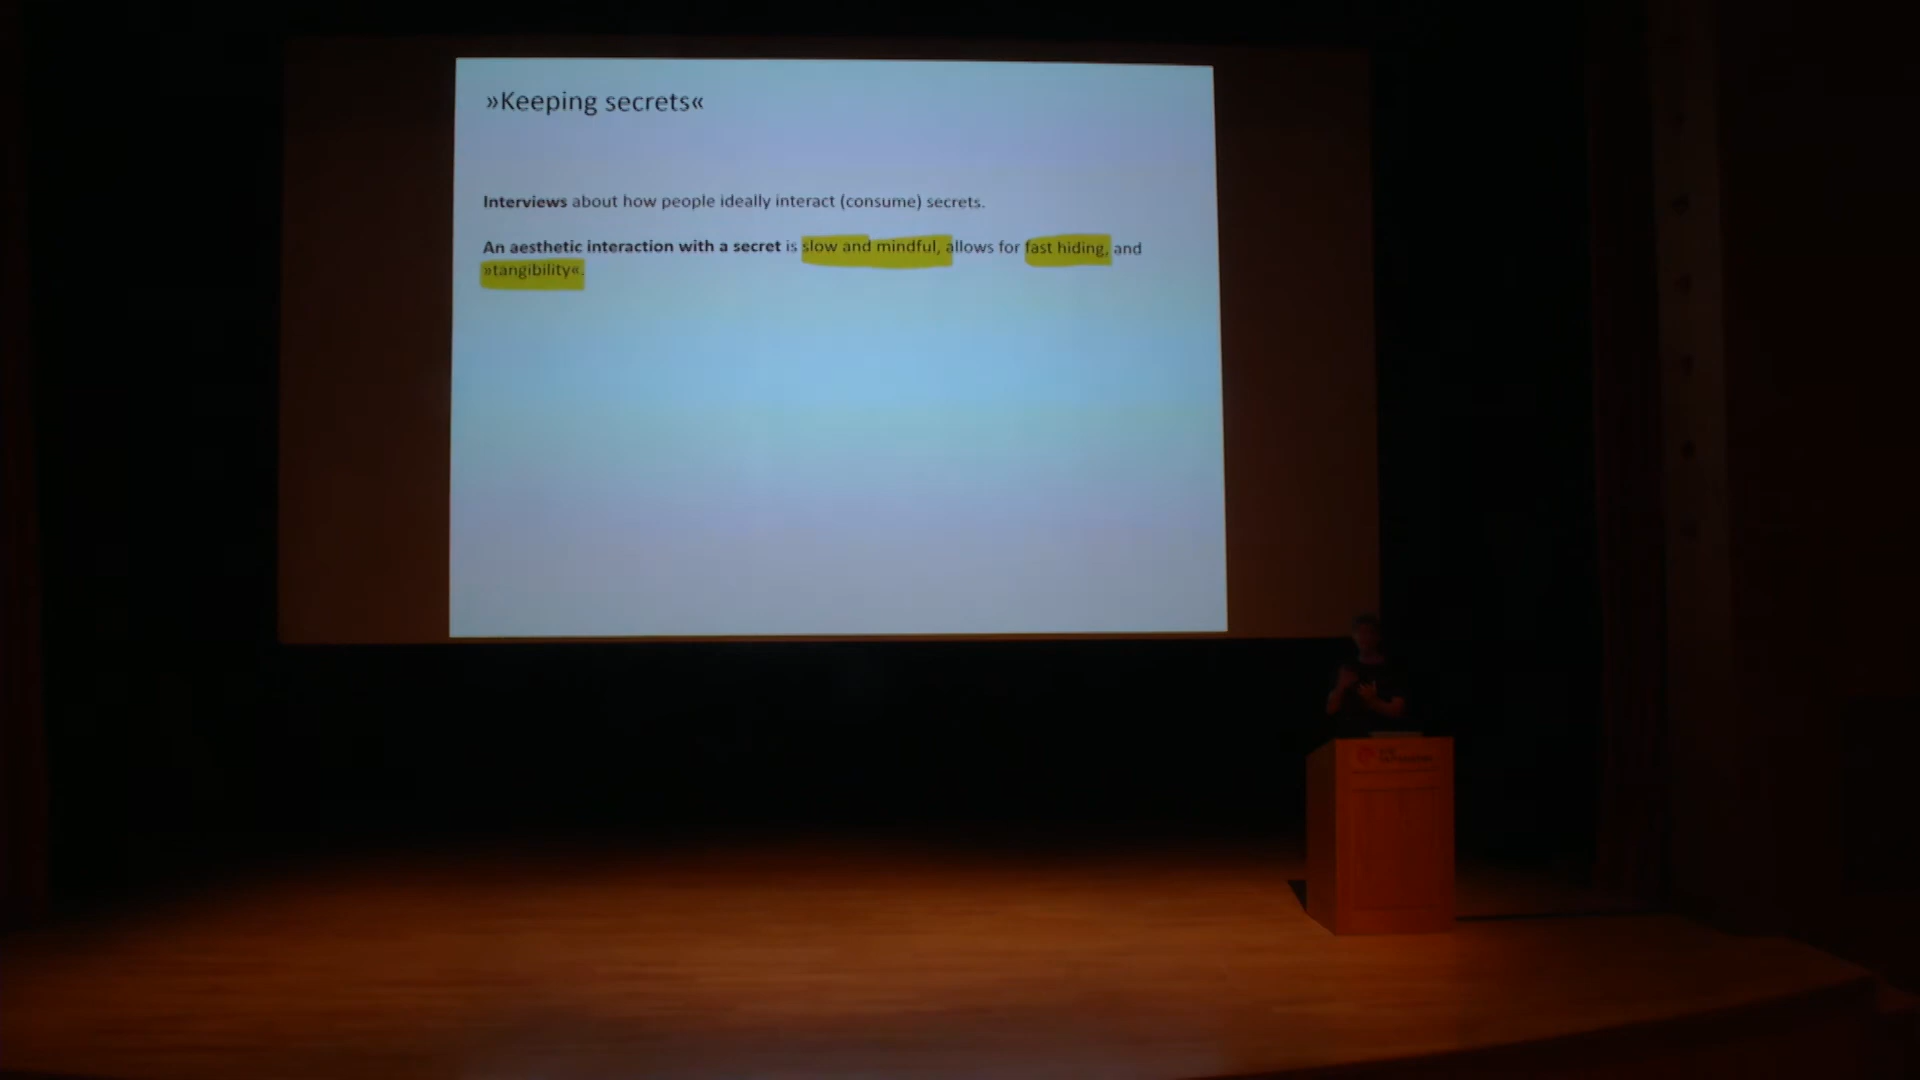 »Keeping secrets«
Interviews about how people ideally interact (consume) secrets.
An aesthetic interaction with a secret is slow and mindful, allows for fast hiding, and
»tangibility«.